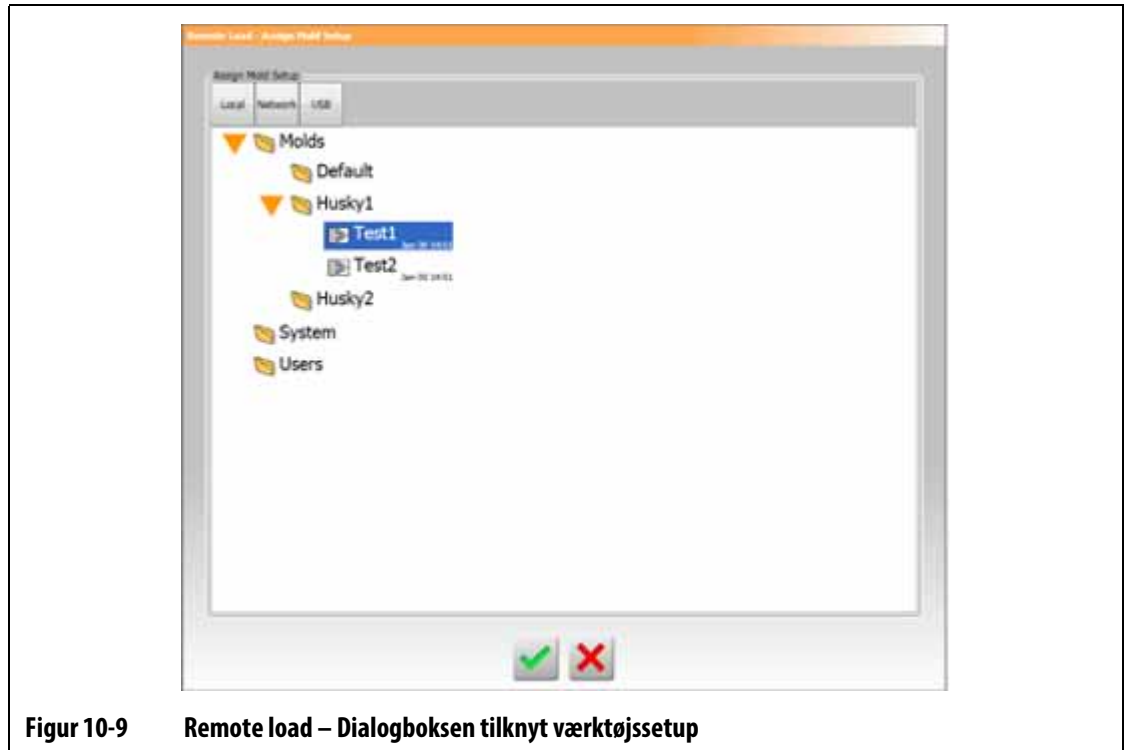 Remote Load - Assign Mold Setup
Assign Mold Setup
Local Network USB
Molds
Default
Husky1
Test1
Test2
Husky2
System
Users
Figur 10-9 Remote load – Dialogboksen tilknyt værktøjssetup